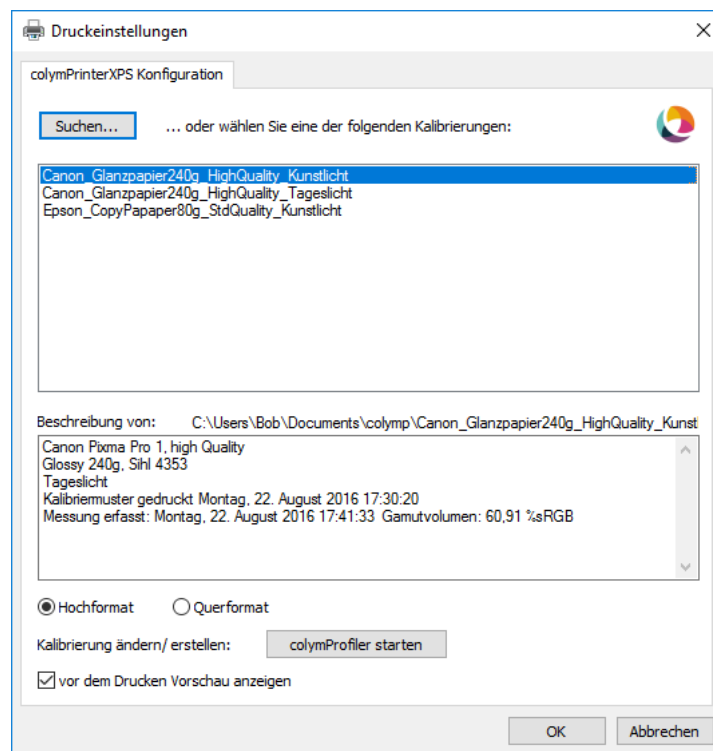 Druckeinstellungen
colymPrinterXPS Konfiguration
Suchen... ... oder wählen Sie eine der folgenden Kalibrierungen:
Canon_Glanzpapier240g_HighQuality_Kunstlicht
Canon_Glanzpapier240g_HighQuality_Tageslicht
Epson_CopyPapaper80g_StdQuality_Kunstlicht
Beschreibung von: C:\Users\Bob\Documents\colymp\Canon_Glanzpapier240g_HighQuality_Kunstl
Canon Pixma Pro 1, high Quality
Glossy 240g, Sihl 4353
Tageslicht
Kalibriermuster gedruckt Montag, 22. August 2016 17:30:20
Messung erfasst: Montag, 22. August 2016 17:41:33 Gamutvolumen: 60,91 %sRGB
Hochformat Querformat
Kalibrierung ändern/ erstellen: colymProfiler starten
vor dem Drucken Vorschau anzeigen
OK Abbrechen